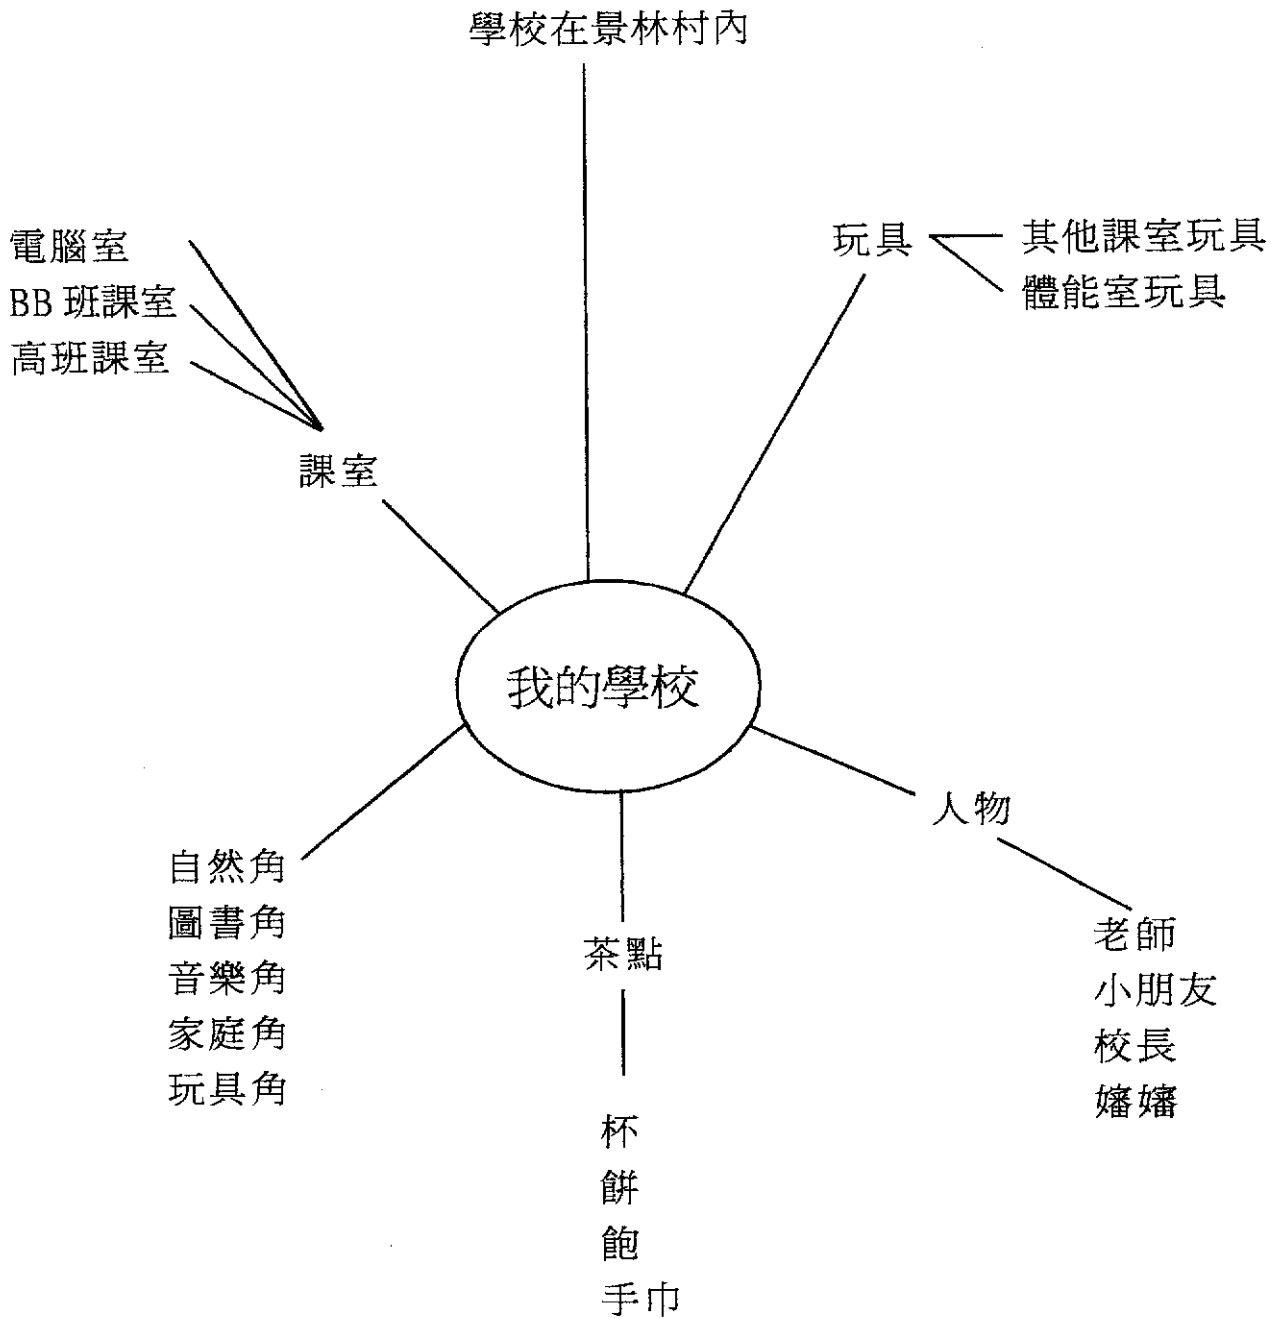 學校在景林村內
玩具
其他課室玩具
體能室玩具
電腦室
BB 班課室
高班課室
課室
我的學校
人物
老師
小朋友
校長
嬸嬸
自然角
圖書角
音樂角
家庭角
玩具角
茶點
杯
餅
飽
手巾